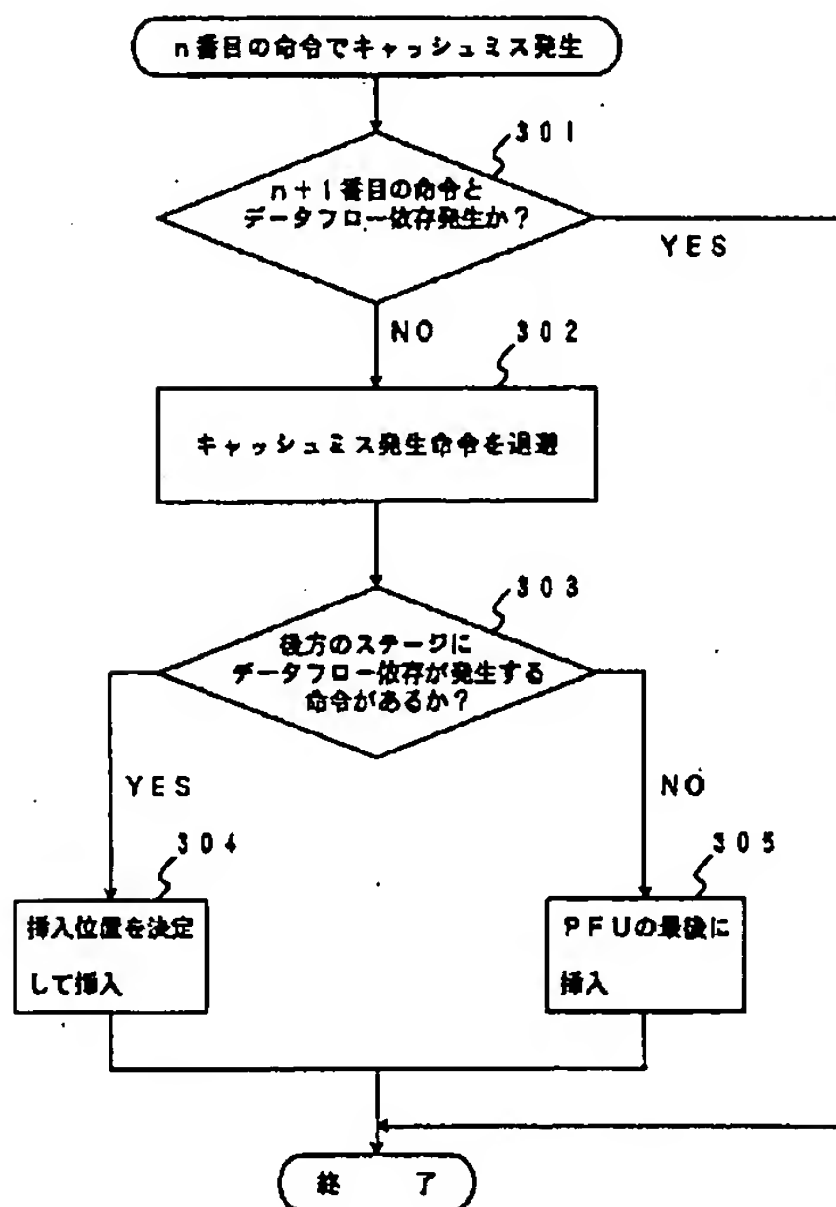 n番目の命令でキャッシュミス発生
301
n+1番目の命令と
データフロー依存発生か?
YES
NO
302
キャッシュミス発生命令を退避
303
後方のステージに
データフロー依存が発生する
命令があるか?
YES
NO
304
305
挿入位置を決定
して挿入
PFUの最後に
挿入
終 了